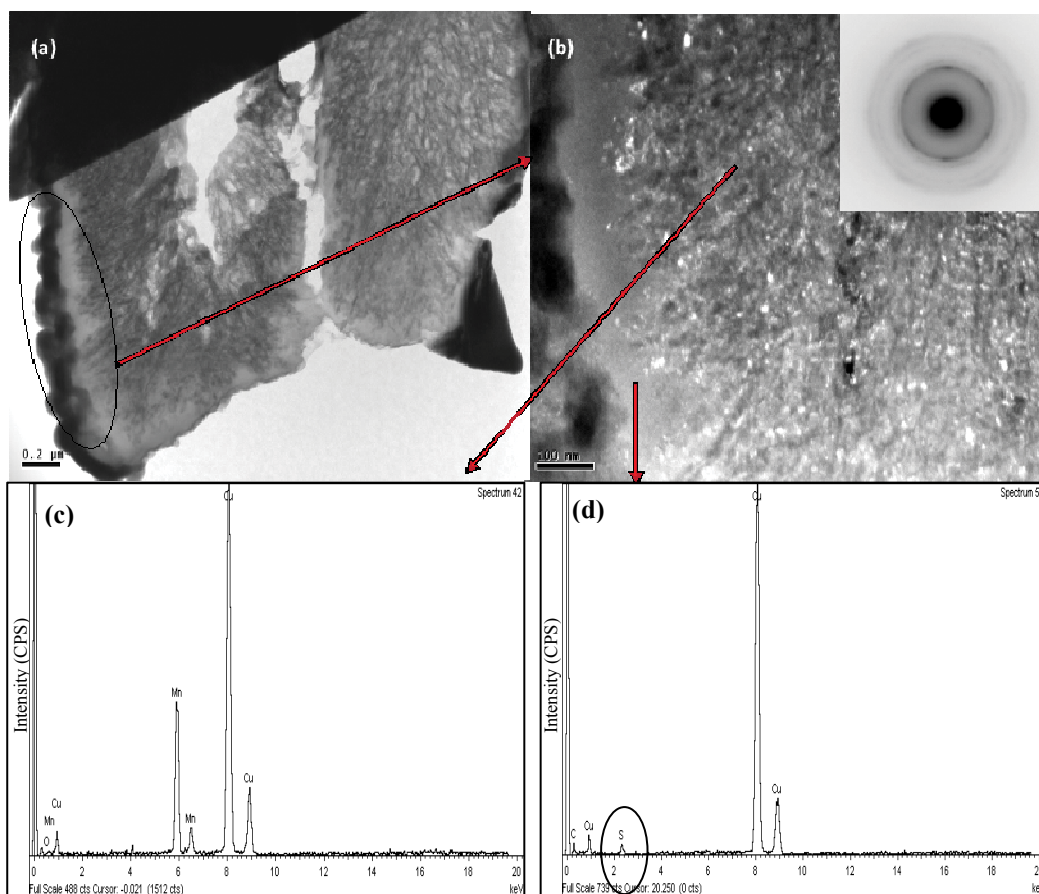 (a)
(b)
0.2 µm
100 nm
Spectrum 42
(c)
Cu
Mn
Cu
Cu
Mn
Mn
O
Intensity (CPS)
0 2 4 6 8 10 12 14 16 18 20
Full Scale 488 cts Cursor: -0.021 (1512 cts)
keV
Spectrum 5
(d)
Cu
Cu
C
Cu
S
Intensity (CPS)
0 2 4 6 8 10 12 14 16 18
Full Scale 739 cts Cursor: 20.250 (0 cts)